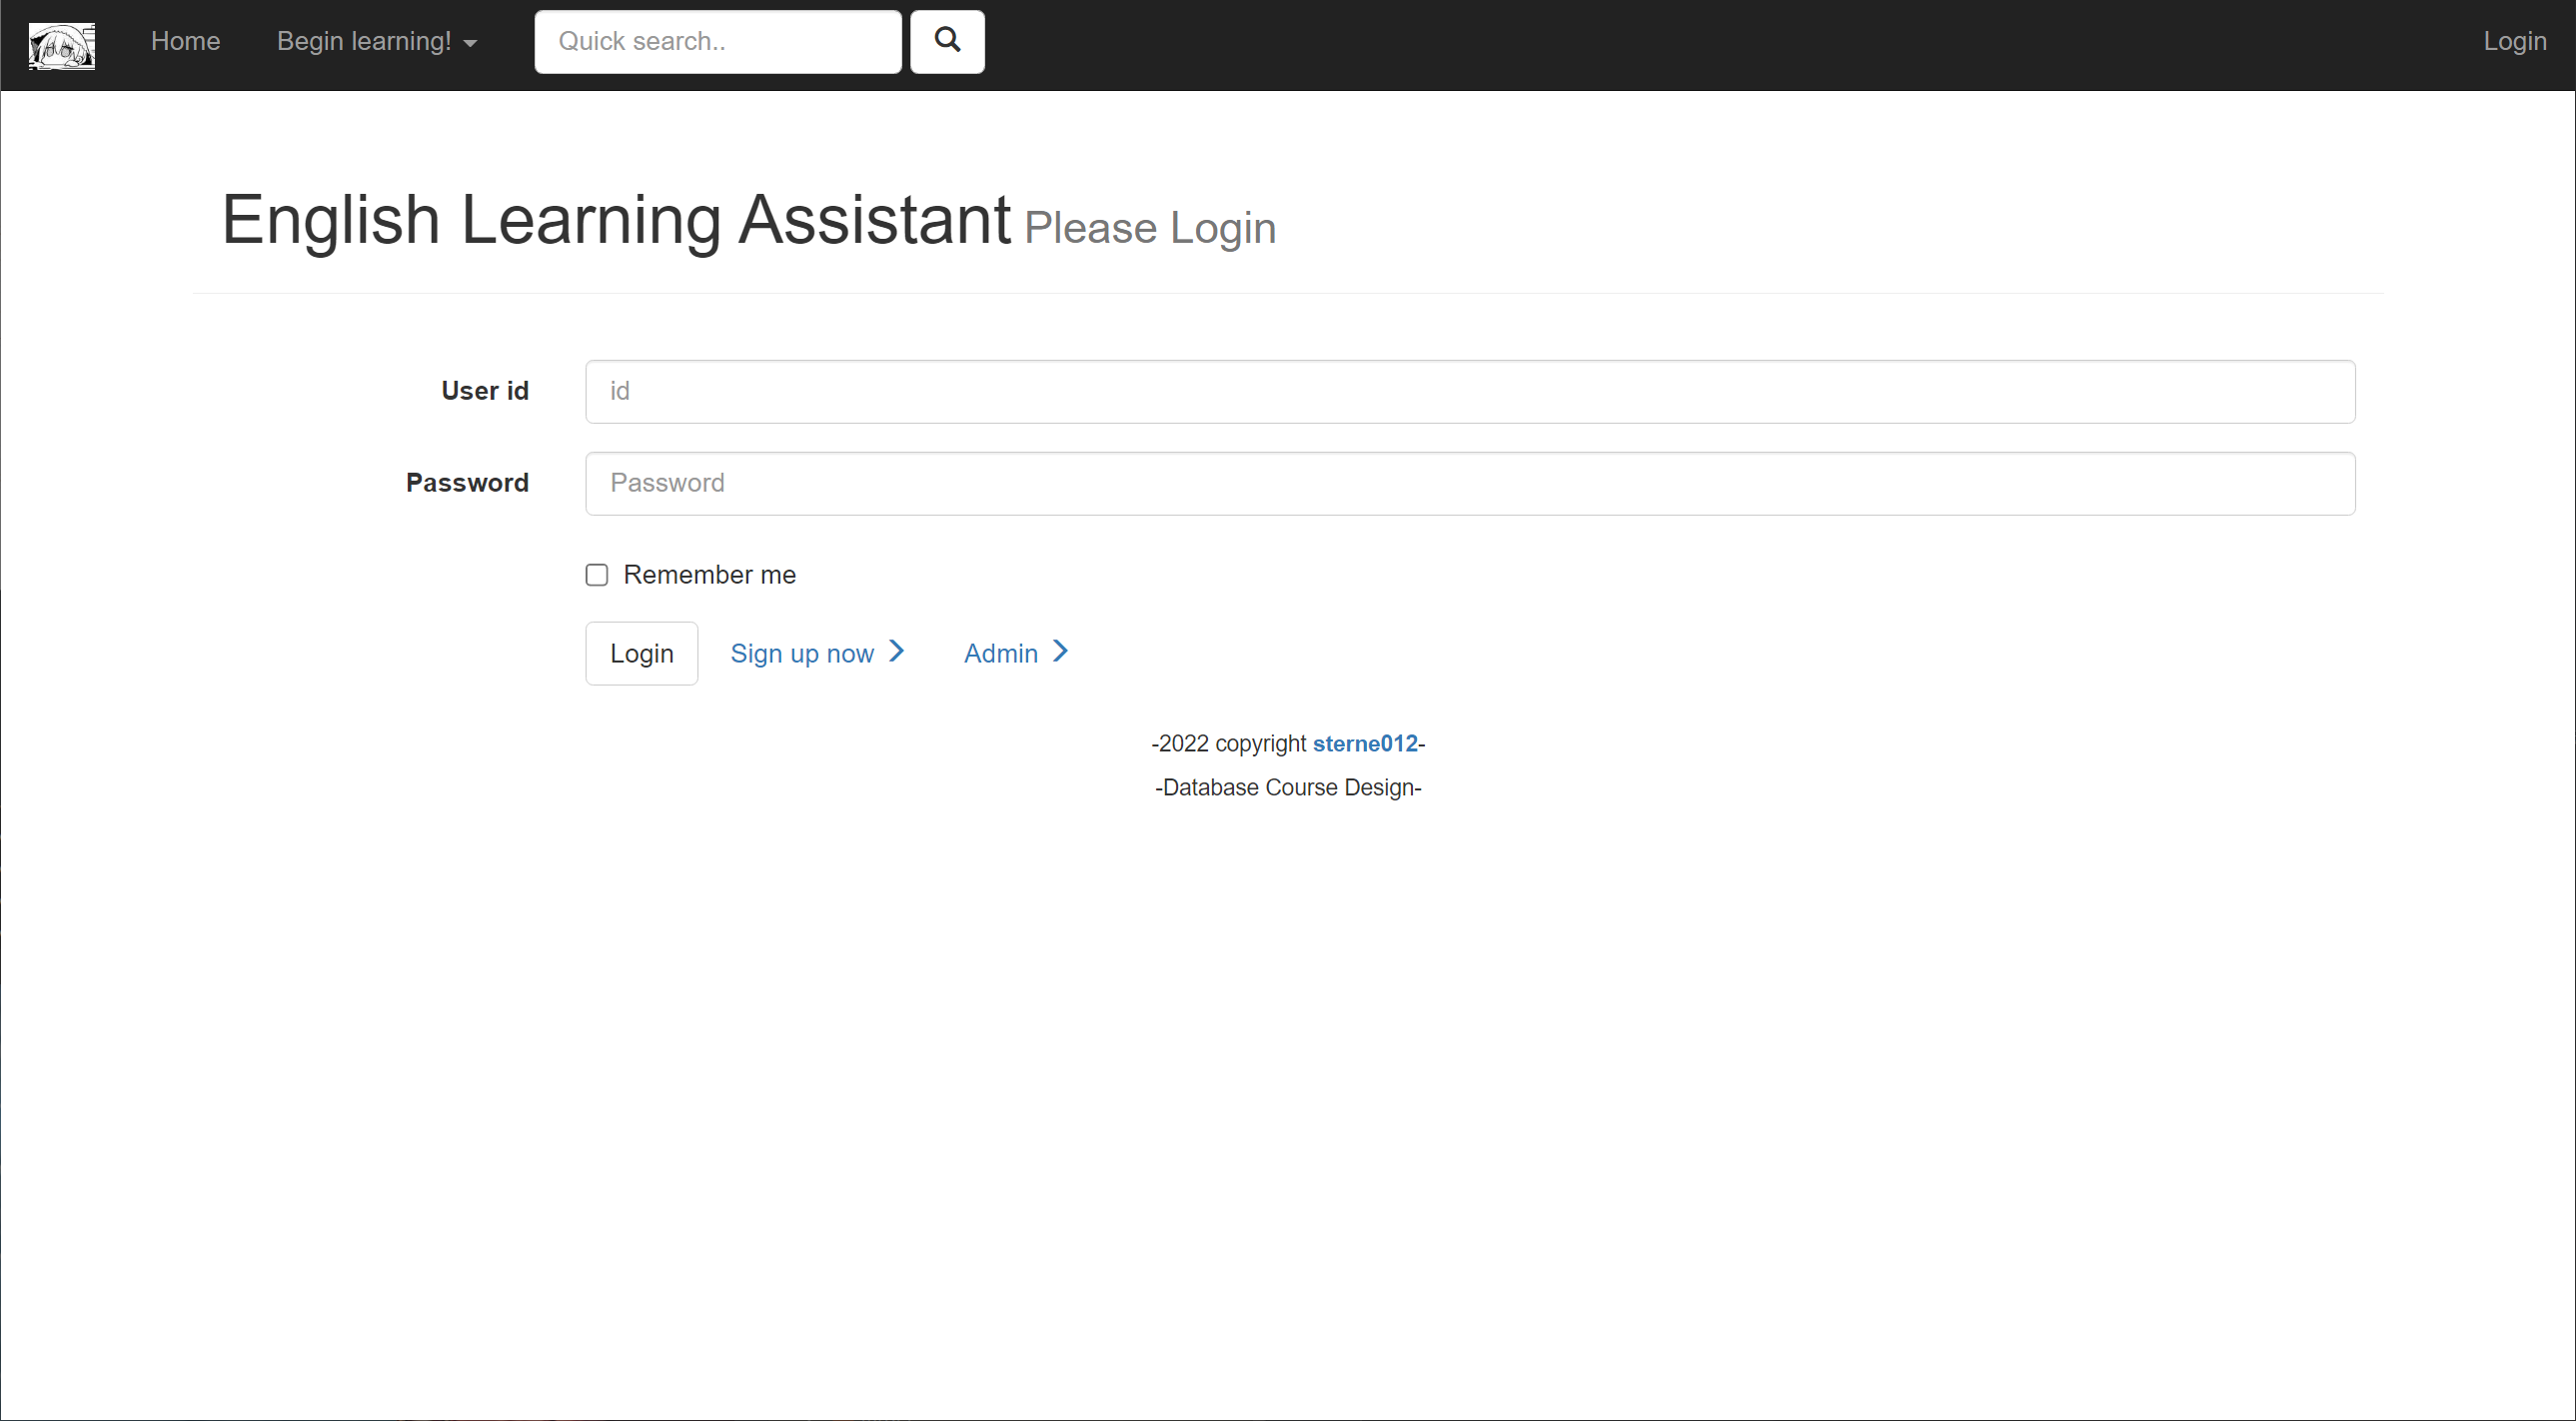 Home Begin learning! Quick search.. Login
English Learning Assistant Please Login
User id id
Password Password
Remember me
Login Sign up now Admin
-2022 copyright sterne012-
-Database Course Design-